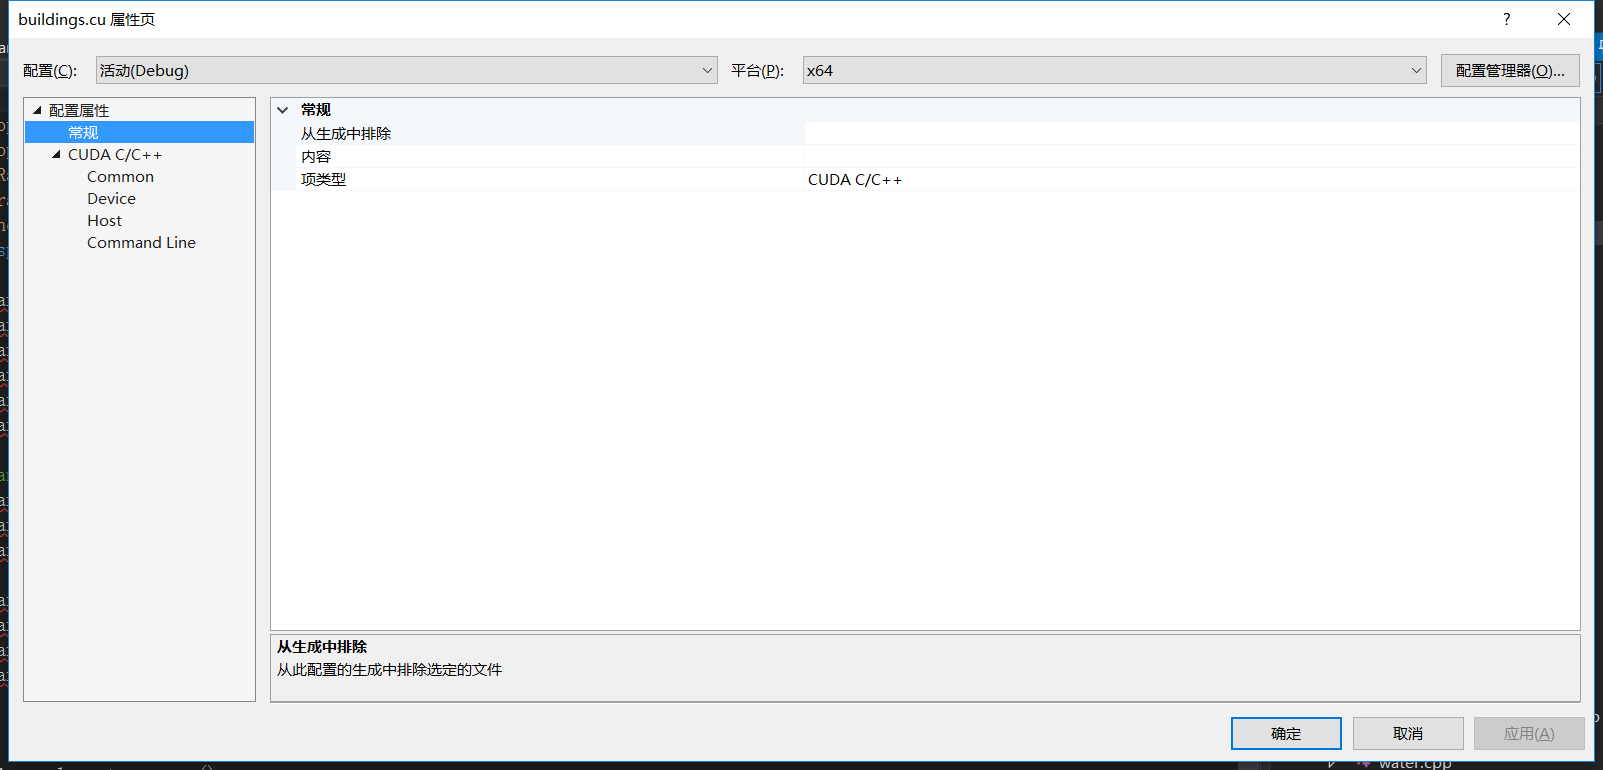 buildings.cu 属性页
?
配置(C):
活动(Debug)
平台(P):
x64
配置管理器(O)...
配置属性
常规
CUDA C/C++
Common
Device
Host
Command Line
常规
从生成中排除
内容
项类型 CUDA C/C++
从生成中排除
从此配置的生成中排除选定的文件
确定
取消
应用(A)
water.cpp